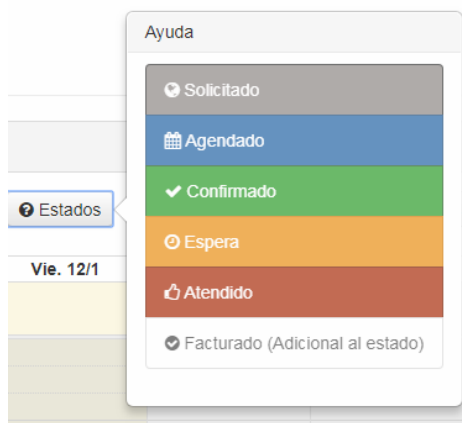 Ayuda
Solicitado
Agendado
Confirmado
Estados
Espera
Vie. 12/1
Atendido
Facturado (Adicional al estado)